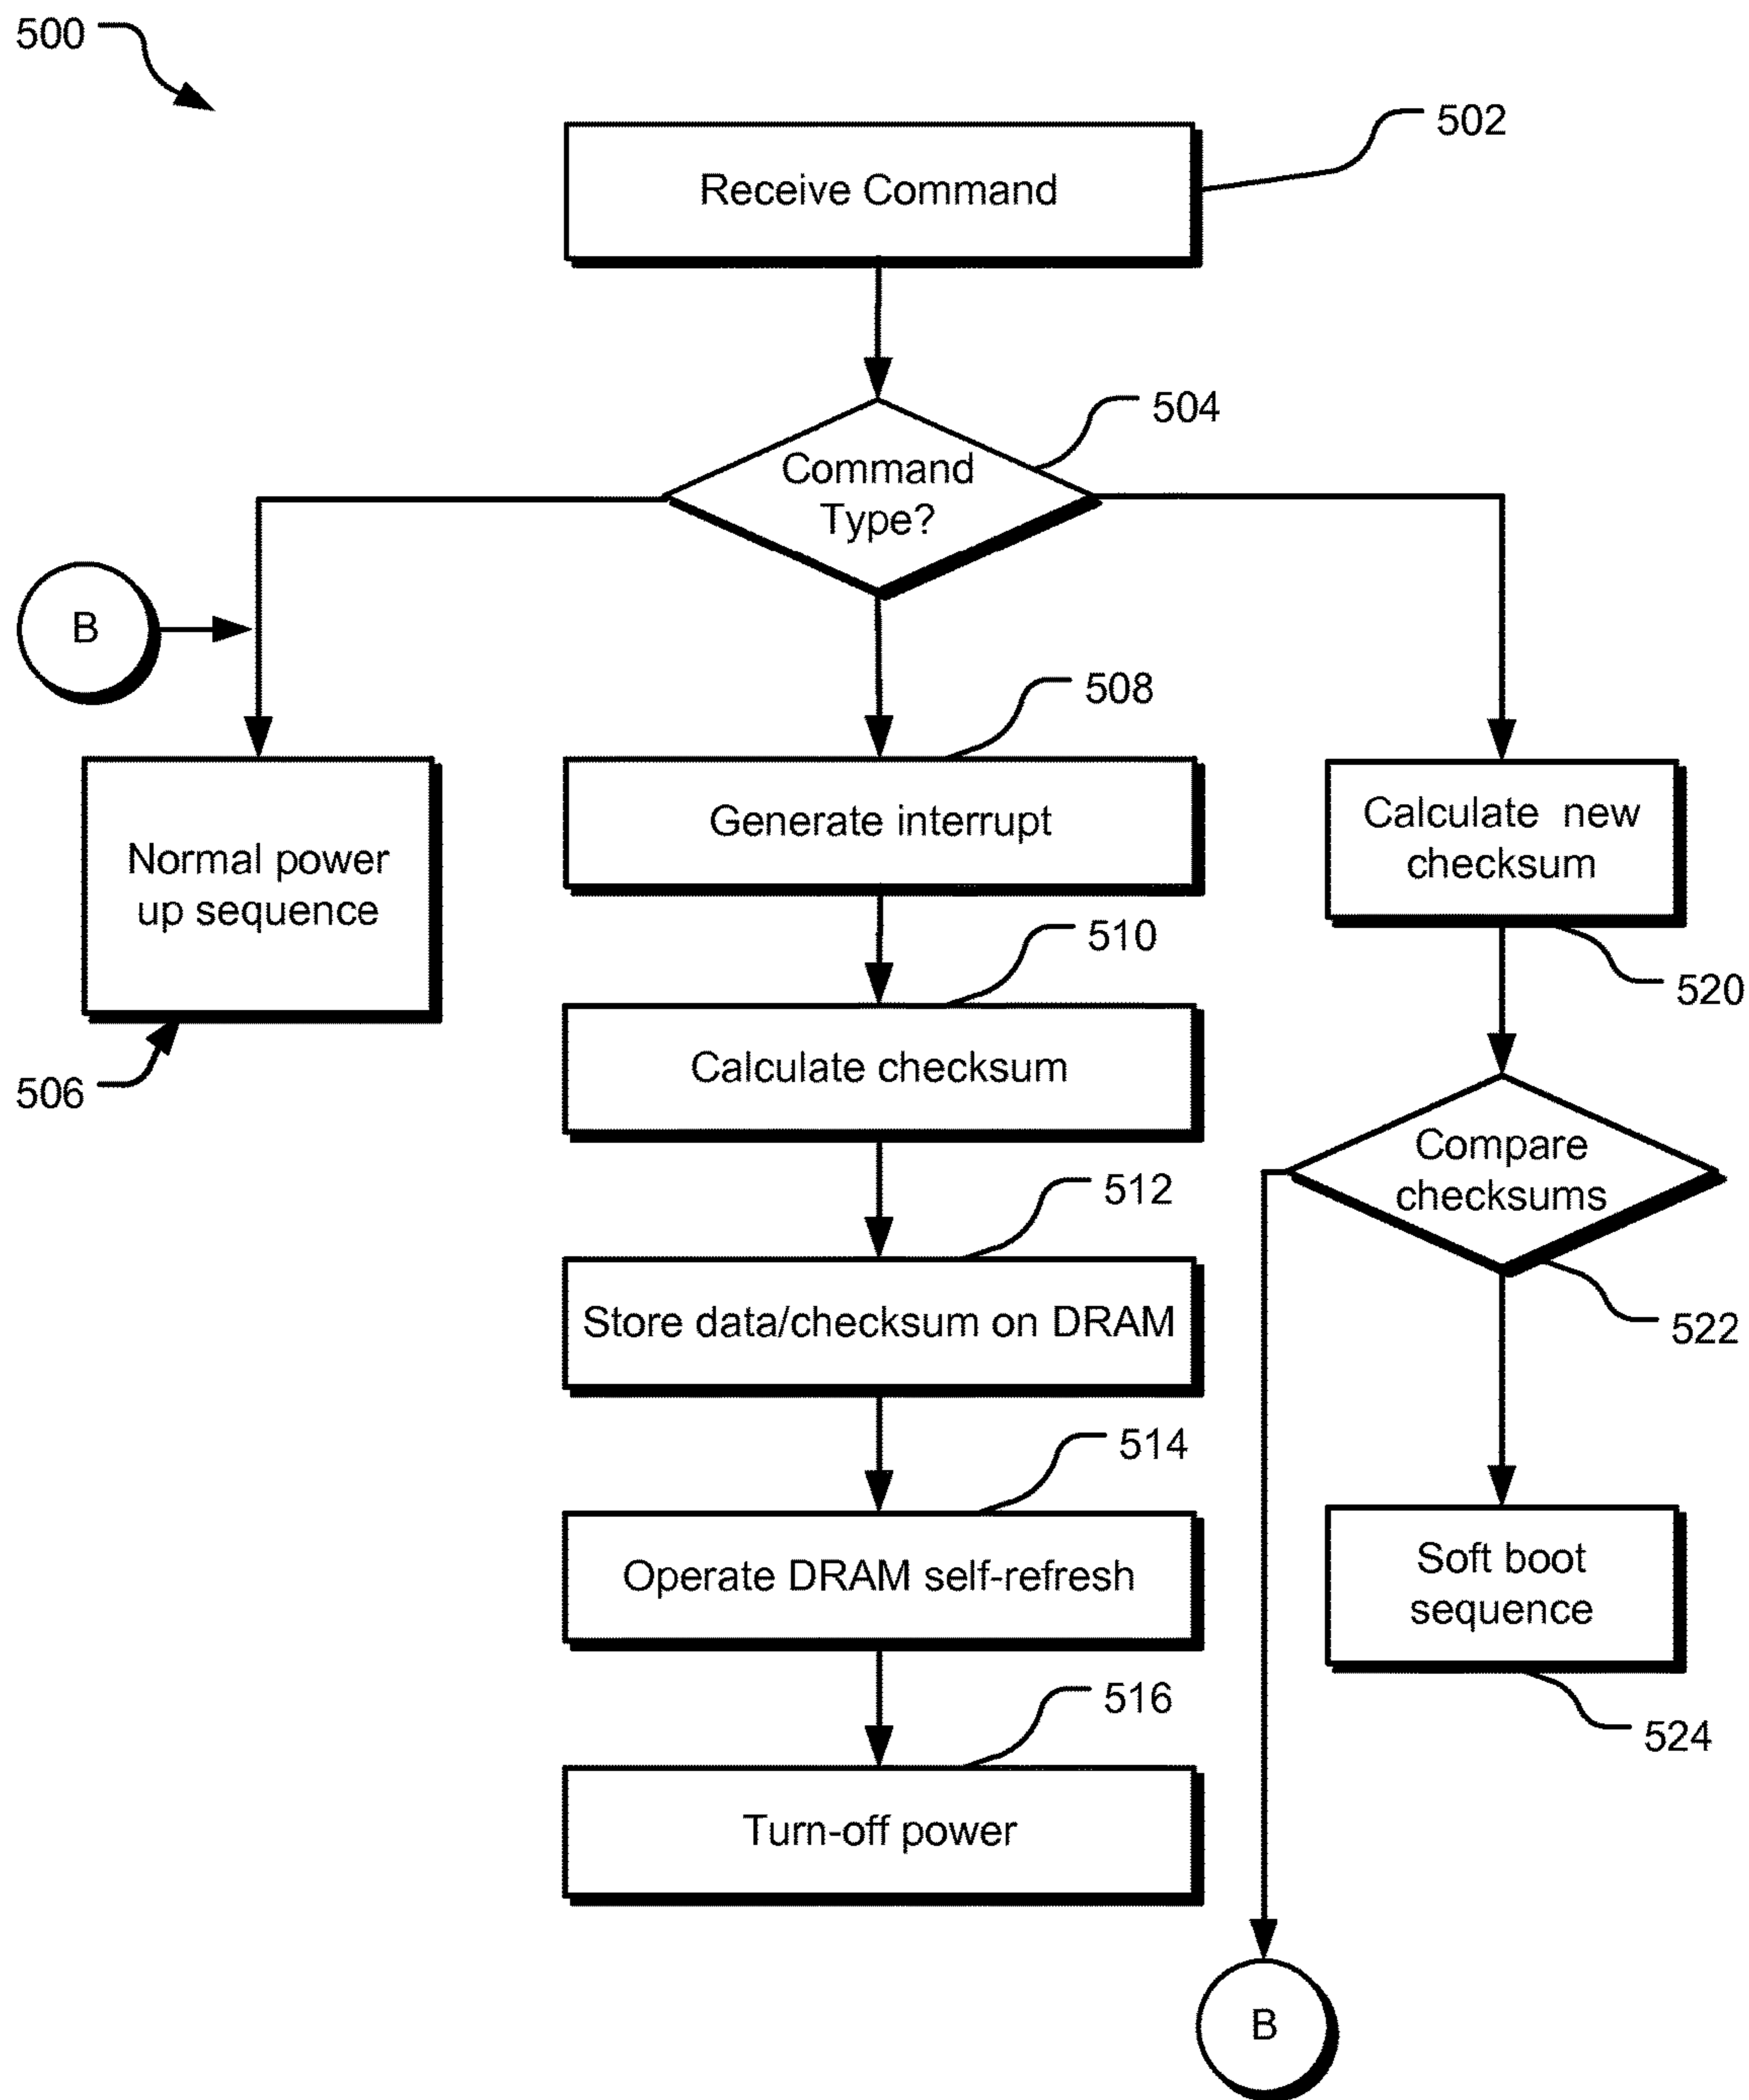 500
502
Receive Command
504
Command
Type?
B
508
Normal power
up sequence
506
Generate interrupt
Calculate new
checksum
520
510
Calculate checksum
Compare
checksums
522
512
Store data/checksum on DRAM
514
Operate DRAM self-refresh
Soft boot
sequence
524
516
Turn-off power
B